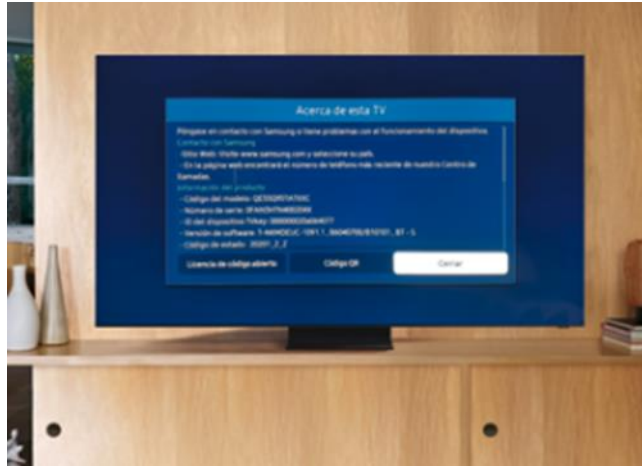 Acerca de esta TV
Póngase en contacto con Samsung si tiene problemas con el funcionamiento del dispositivo.
Contacto con Samsung
- Sitio Web: Visite www.samsung.com y seleccione su país.
- En la página web encontrará el número de teléfono más reciente de nuestro Centro de
llamadas.
Información del producto
- Código del modelo:
- Número de serie:
- ID del dispositivo TVkey:
- Versión de software:
- Código de estado:
Licencia de código abierto
Código QR
Cerrar